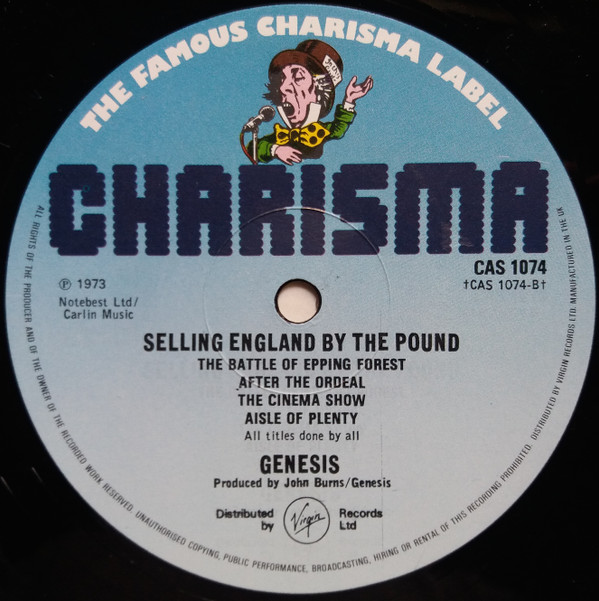 THE FAMOUS CHARISMA LABEL
CHARISMA
CAS 1074
†CAS 1074-B†
℗ 1973
Notebest Ltd/
Carlin Music
SELLING ENGLAND BY THE POUND
THE BATTLE OF EPPING FOREST
AFTER THE ORDEAL
THE CINEMA SHOW
AISLE OF PLENTY
All titles done by all
GENESIS
Produced by John Burns/Genesis
Distributed by Virgin Records Ltd
ALL RIGHTS OF THE PRODUCER AND OF THE OWNER OF THE RECORDED WORK RESERVED. UNAUTHORISED COPYING, PUBLIC PERFORMANCE, BROADCASTING, HIRING OR RENTAL OF THIS RECORDING PROHIBITED. DISTRIBUTED BY VIRGIN RECORDS LTD. MANUFACTURED IN THE UK